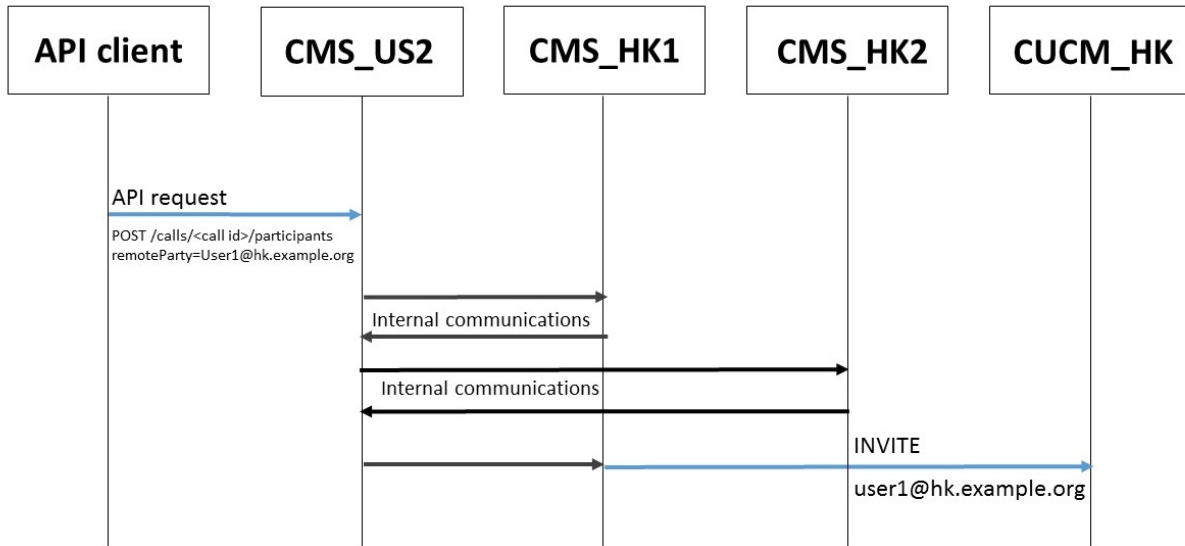 API client
CMS_US2
CMS_HK1
CMS_HK2
CUCM_HK
API request
POST /calls/<call id>/participants
remoteParty=User1@hk.example.org
Internal communications
Internal communications
INVITE
user1@hk.example.org